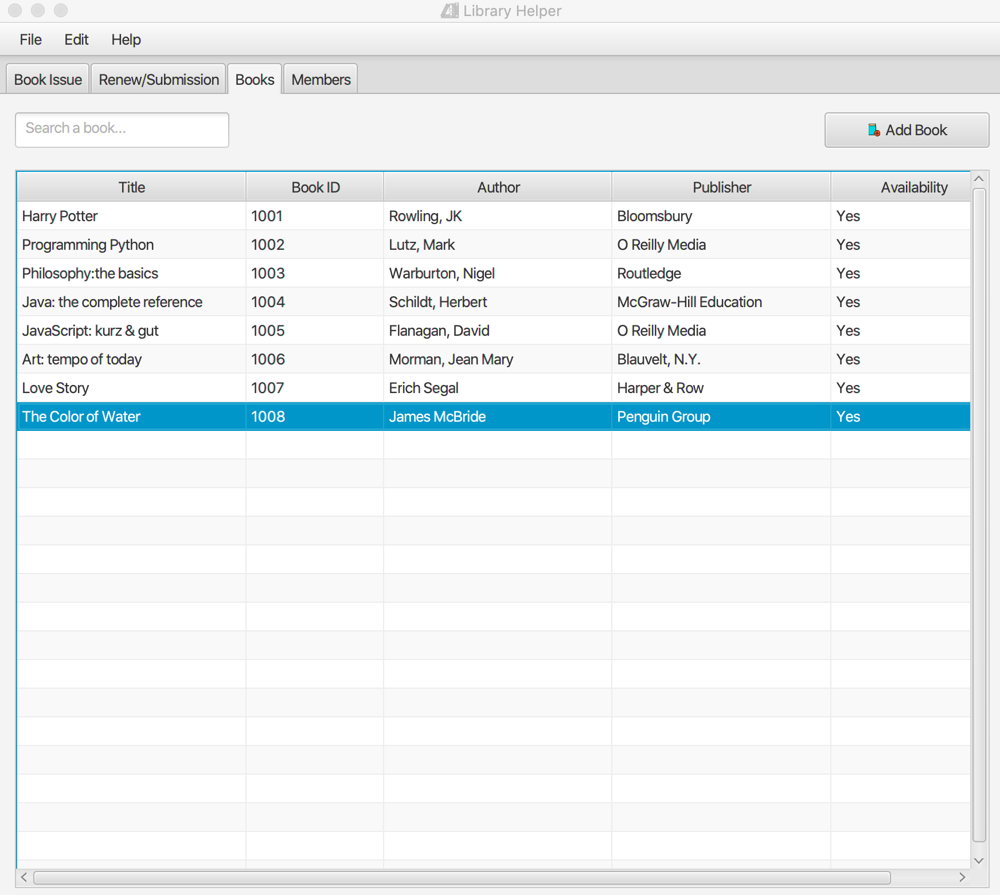 Library Helper
File Edit Help
Book Issue Renew/Submission Books Members
Search a book... Add Book
Title Book ID Author Publisher Availability
Harry Potter 1001 Rowling, JK Bloomsbury Yes
Programming Python 1002 Lutz, Mark O Reilly Media Yes
Philosophy:the basics 1003 Warburton, Nigel Routledge Yes
Java: the complete reference 1004 Schildt, Herbert McGraw-Hill Education Yes
JavaScript: kurz & gut 1005 Flanagan, David O Reilly Media Yes
Art: tempo of today 1006 Morman, Jean Mary Blauvelt, N.Y. Yes
Love Story 1007 Erich Segal Harper & Row Yes
The Color of Water 1008 James McBride Penguin Group Yes